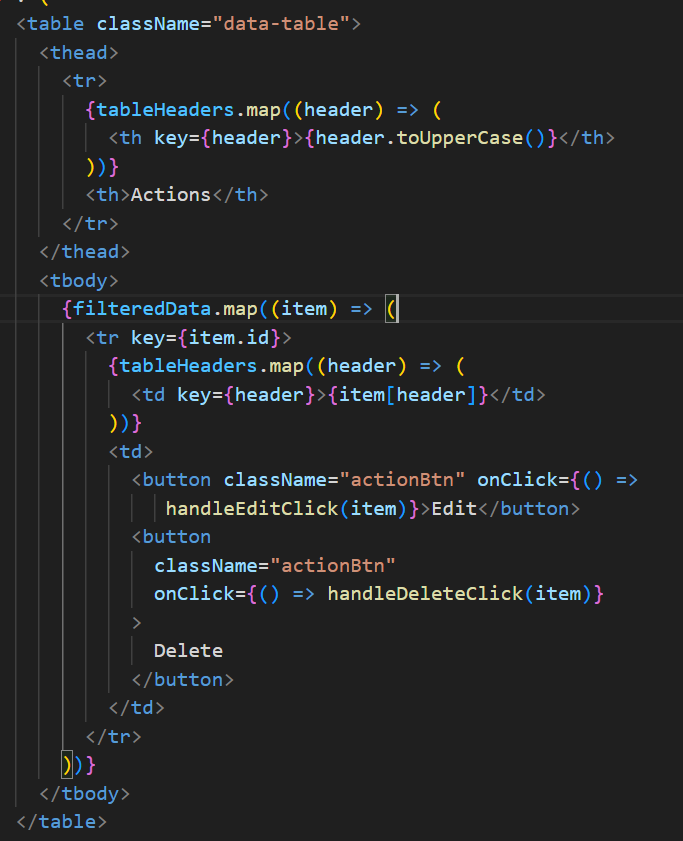 <table className="data-table">
<thead>
<tr>
{tableHeaders.map((header) => (
<th key={header}>{header.toUpperCase()}</th>
))}
<th>Actions</th>
</tr>
</thead>
<tbody>
{filteredData.map((item) => (
<tr key={item.id}>
{tableHeaders.map((header) => (
<td key={header}>{item[header]}</td>
))}
<td>
<button className="actionBtn" onClick={() =>
handleEditClick(item)}>Edit</button>
<button
className="actionBtn"
onClick={() => handleDeleteClick(item)}
>
Delete
</button>
</td>
</tr>
))}
</tbody>
</table>